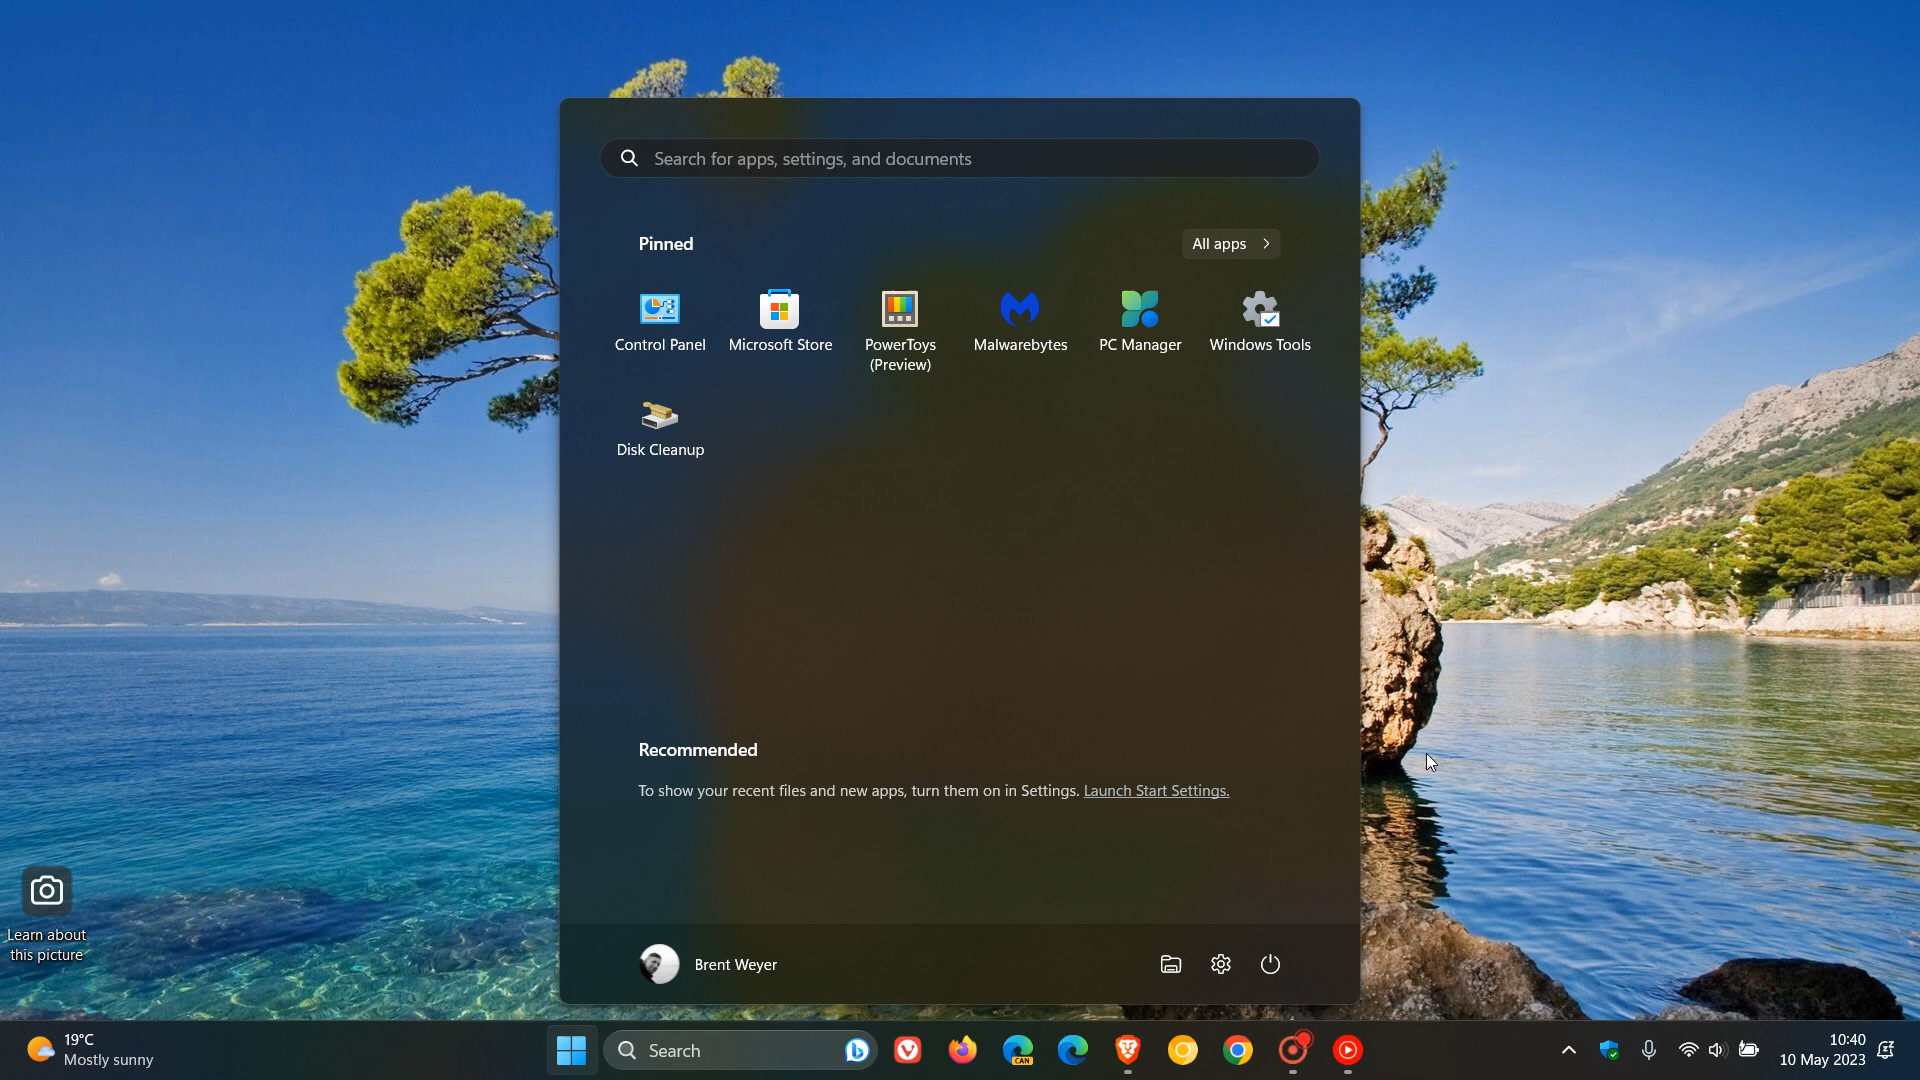 Search for apps, settings, and documents
Pinned
All apps
Control Panel
Microsoft Store
PowerToys
(Preview)
Malwarebytes
PC Manager
Windows Tools
Disk Cleanup
Recommended
To show your recent files and new apps, turn them on in Settings. Launch Start Settings.
Learn about
this picture
Brent Weyer
19°C
Mostly sunny
Search
CAN
10:40
10 May 2023